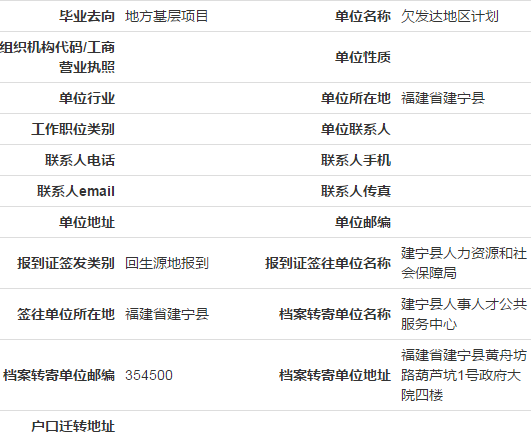 毕业去向 地方基层项目 单位名称 欠发达地区计划
组织机构代码/工商
营业执照 单位性质
单位行业 单位所在地 福建省建宁县
工作职位类别 单位联系人
联系人电话 联系人手机
联系人email 联系人传真
单位地址 单位邮编
报到证签发类别 回生源地报到 报到证签往单位名称 建宁县人力资源和社
会保障局
签往单位所在地 福建省建宁县 档案转寄单位名称 建宁县人事人才公共
服务中心
档案转寄单位邮编 354500 档案转寄单位地址 福建省建宁县黄舟坊
路葫芦坑1号政府大
院四楼
户口迁转地址